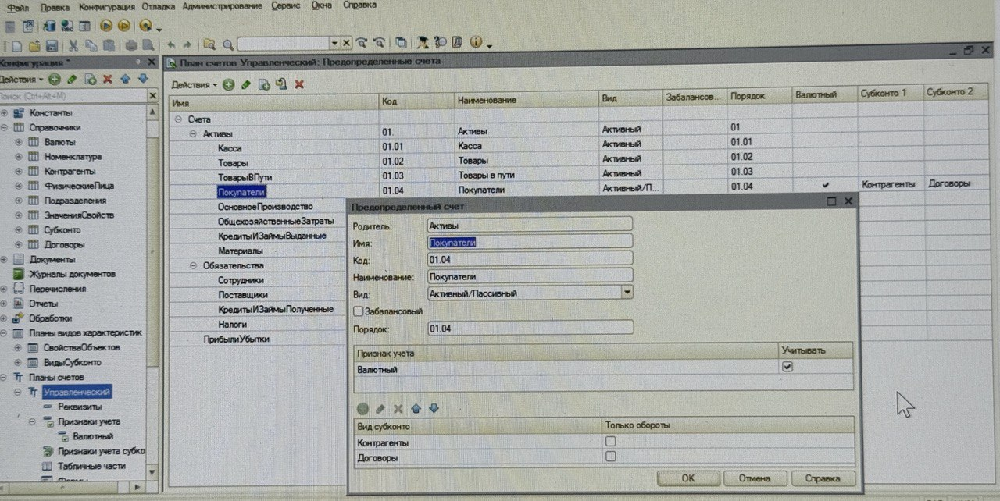 Файл Правка Конфигурация Отладка Администрирование Сервис Окна Справка
Конфигурация *
Действия
Поиск (Ctrl+Alt+M)
Константы
Справочники
Валюты
Номенклатура
Контрагенты
ФизическиеЛица
Подразделения
ЗначенияСвойств
Субконто
Договоры
Документы
Журналы документов
Перечисления
Отчеты
Обработки
Планы видов характеристик
СвойстваОбъектов
ВидыСубконто
Планы счетов
Управленческий
Реквизиты
Признаки учета
Валютный
Признаки учета субко
Табличные части
План счетов Управленческий: Предопределенные счета
Действия
Имя Код Наименование Вид Забалансов... Порядок Валютный Субконто 1 Субконто 2
Счета
Активы 01. Активы Активный 01
Касса 01.01 Касса Активный 01.01
Товары 01.02 Товары Активный 01.02
ТоварыВПути 01.03 Товары в пути Активный 01.03
Покупатели 01.04 Покупатели Активный/П... 01.04 Контрагенты Договоры
ОсновноеПроизводство
ОбщехозяйственныеЗатраты
КредитыИЗаймыВыданные
Материалы
Обязательства
Сотрудники
Поставщики
КредитыИЗаймыПолученные
Налоги
ПрибылиУбытки
Предопределенный счет
Родитель: Активы
Имя: Покупатели
Код: 01.04
Наименование: Покупатели
Вид: Активный/Пассивный
Забалансовый
Порядок: 01.04
Признак учета Учитывать
Валютный
Вид субконто Только обороты
Контрагенты
Договоры
OK Отмена Справка